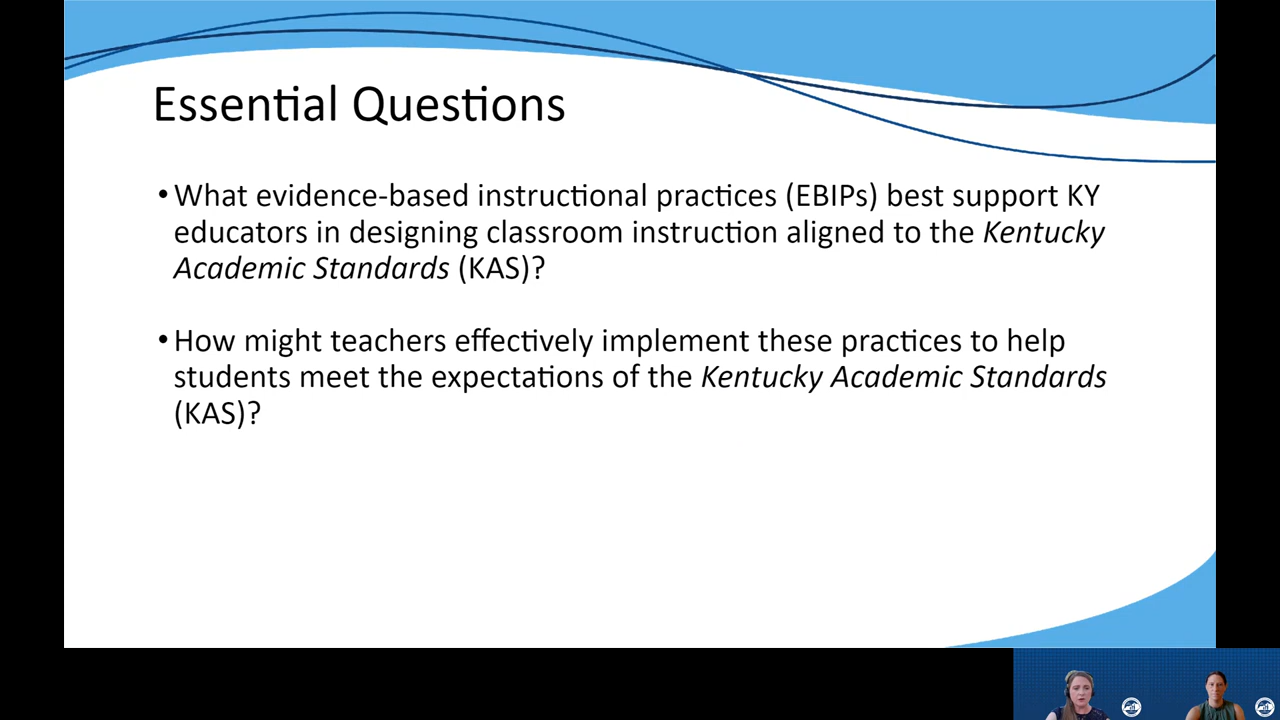 Essential Questions
•What evidence-based instructional practices (EBIPs) best support KY
educators in designing classroom instruction aligned to the Kentucky
Academic Standards (KAS)?
•How might teachers effectively implement these practices to help
students meet the expectations of the Kentucky Academic Standards
(KAS)?